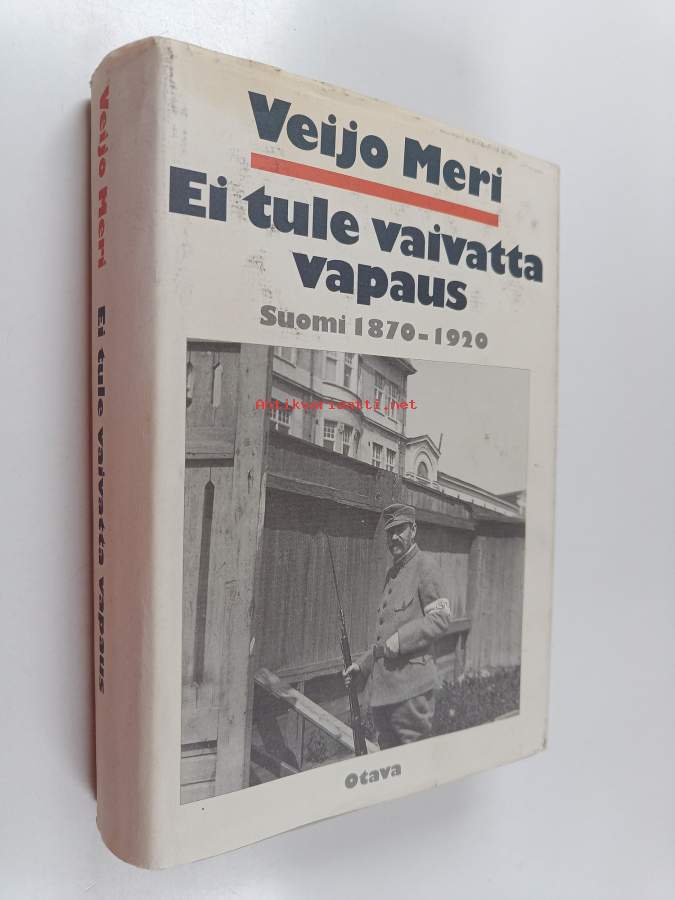 Veijo Meri
Ei tule vaivatta
vapaus
Suomi 1870-1920
Antikvariaatti.net
Otava
Veijo Meri Ei tule vaivatta vapaus